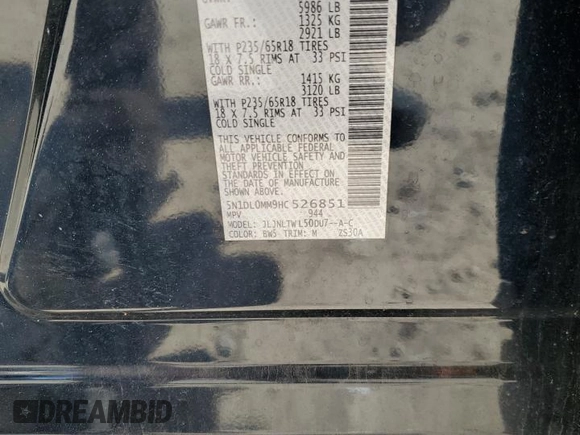 5986 LB
GAWR FR.: 1325 KG
2921 LB
WITH P235/65R18 TIRES
18 X 7.5 RIMS AT 33 PSI
COLD SINGLE
GAWR RR.: 1415 KG
3120 LB
WITH P235/65R18 TIRES
18 X 7.5 RIMS AT 33 PSI
COLD SINGLE
THIS VEHICLE CONFORMS TO
ALL APPLICABLE FEDERAL
MOTOR VEHICLE SAFETY AND
THEFT PREVENTION
STANDARDS IN EFFECT ON
THE DATE OF MANUFACTURE
SHOWN ABOVE.
5N1DL0MM9HC526851
MPV 944
MODEL: JLJNLTWL50DU7--A-C
COLOR: BW5 TRIM: M ZS30A
DREAMBID